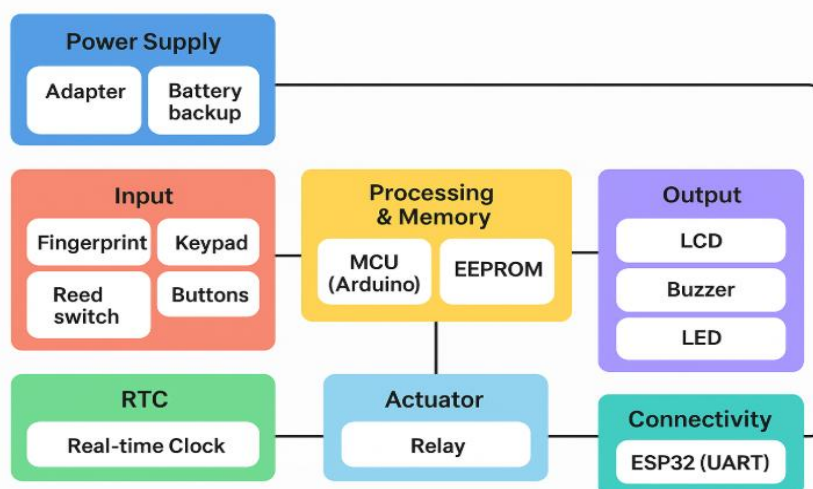 Power Supply
Adapter
Battery
backup
Input
Fingerprint
Keypad
Reed
switch
Buttons
Processing
& Memory
MCU
(Arduino)
EEPROM
Output
LCD
Buzzer
LED
RTC
Real-time Clock
Actuator
Relay
Connectivity
ESP32 (UART)